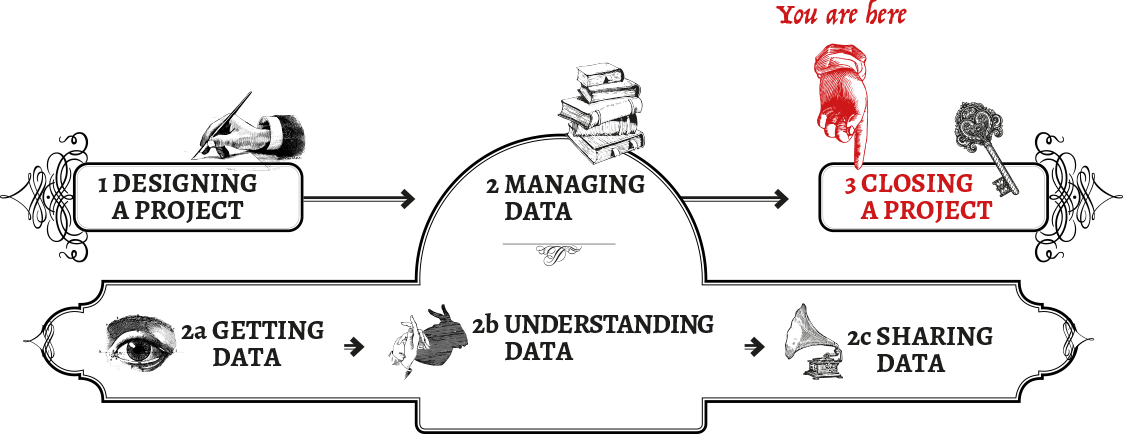 You are here
1 DESIGNING
A PROJECT
2 MANAGING
DATA
3 CLOSING
A PROJECT
2a GETTING
DATA
2b UNDERSTANDING
DATA
2c SHARING
DATA